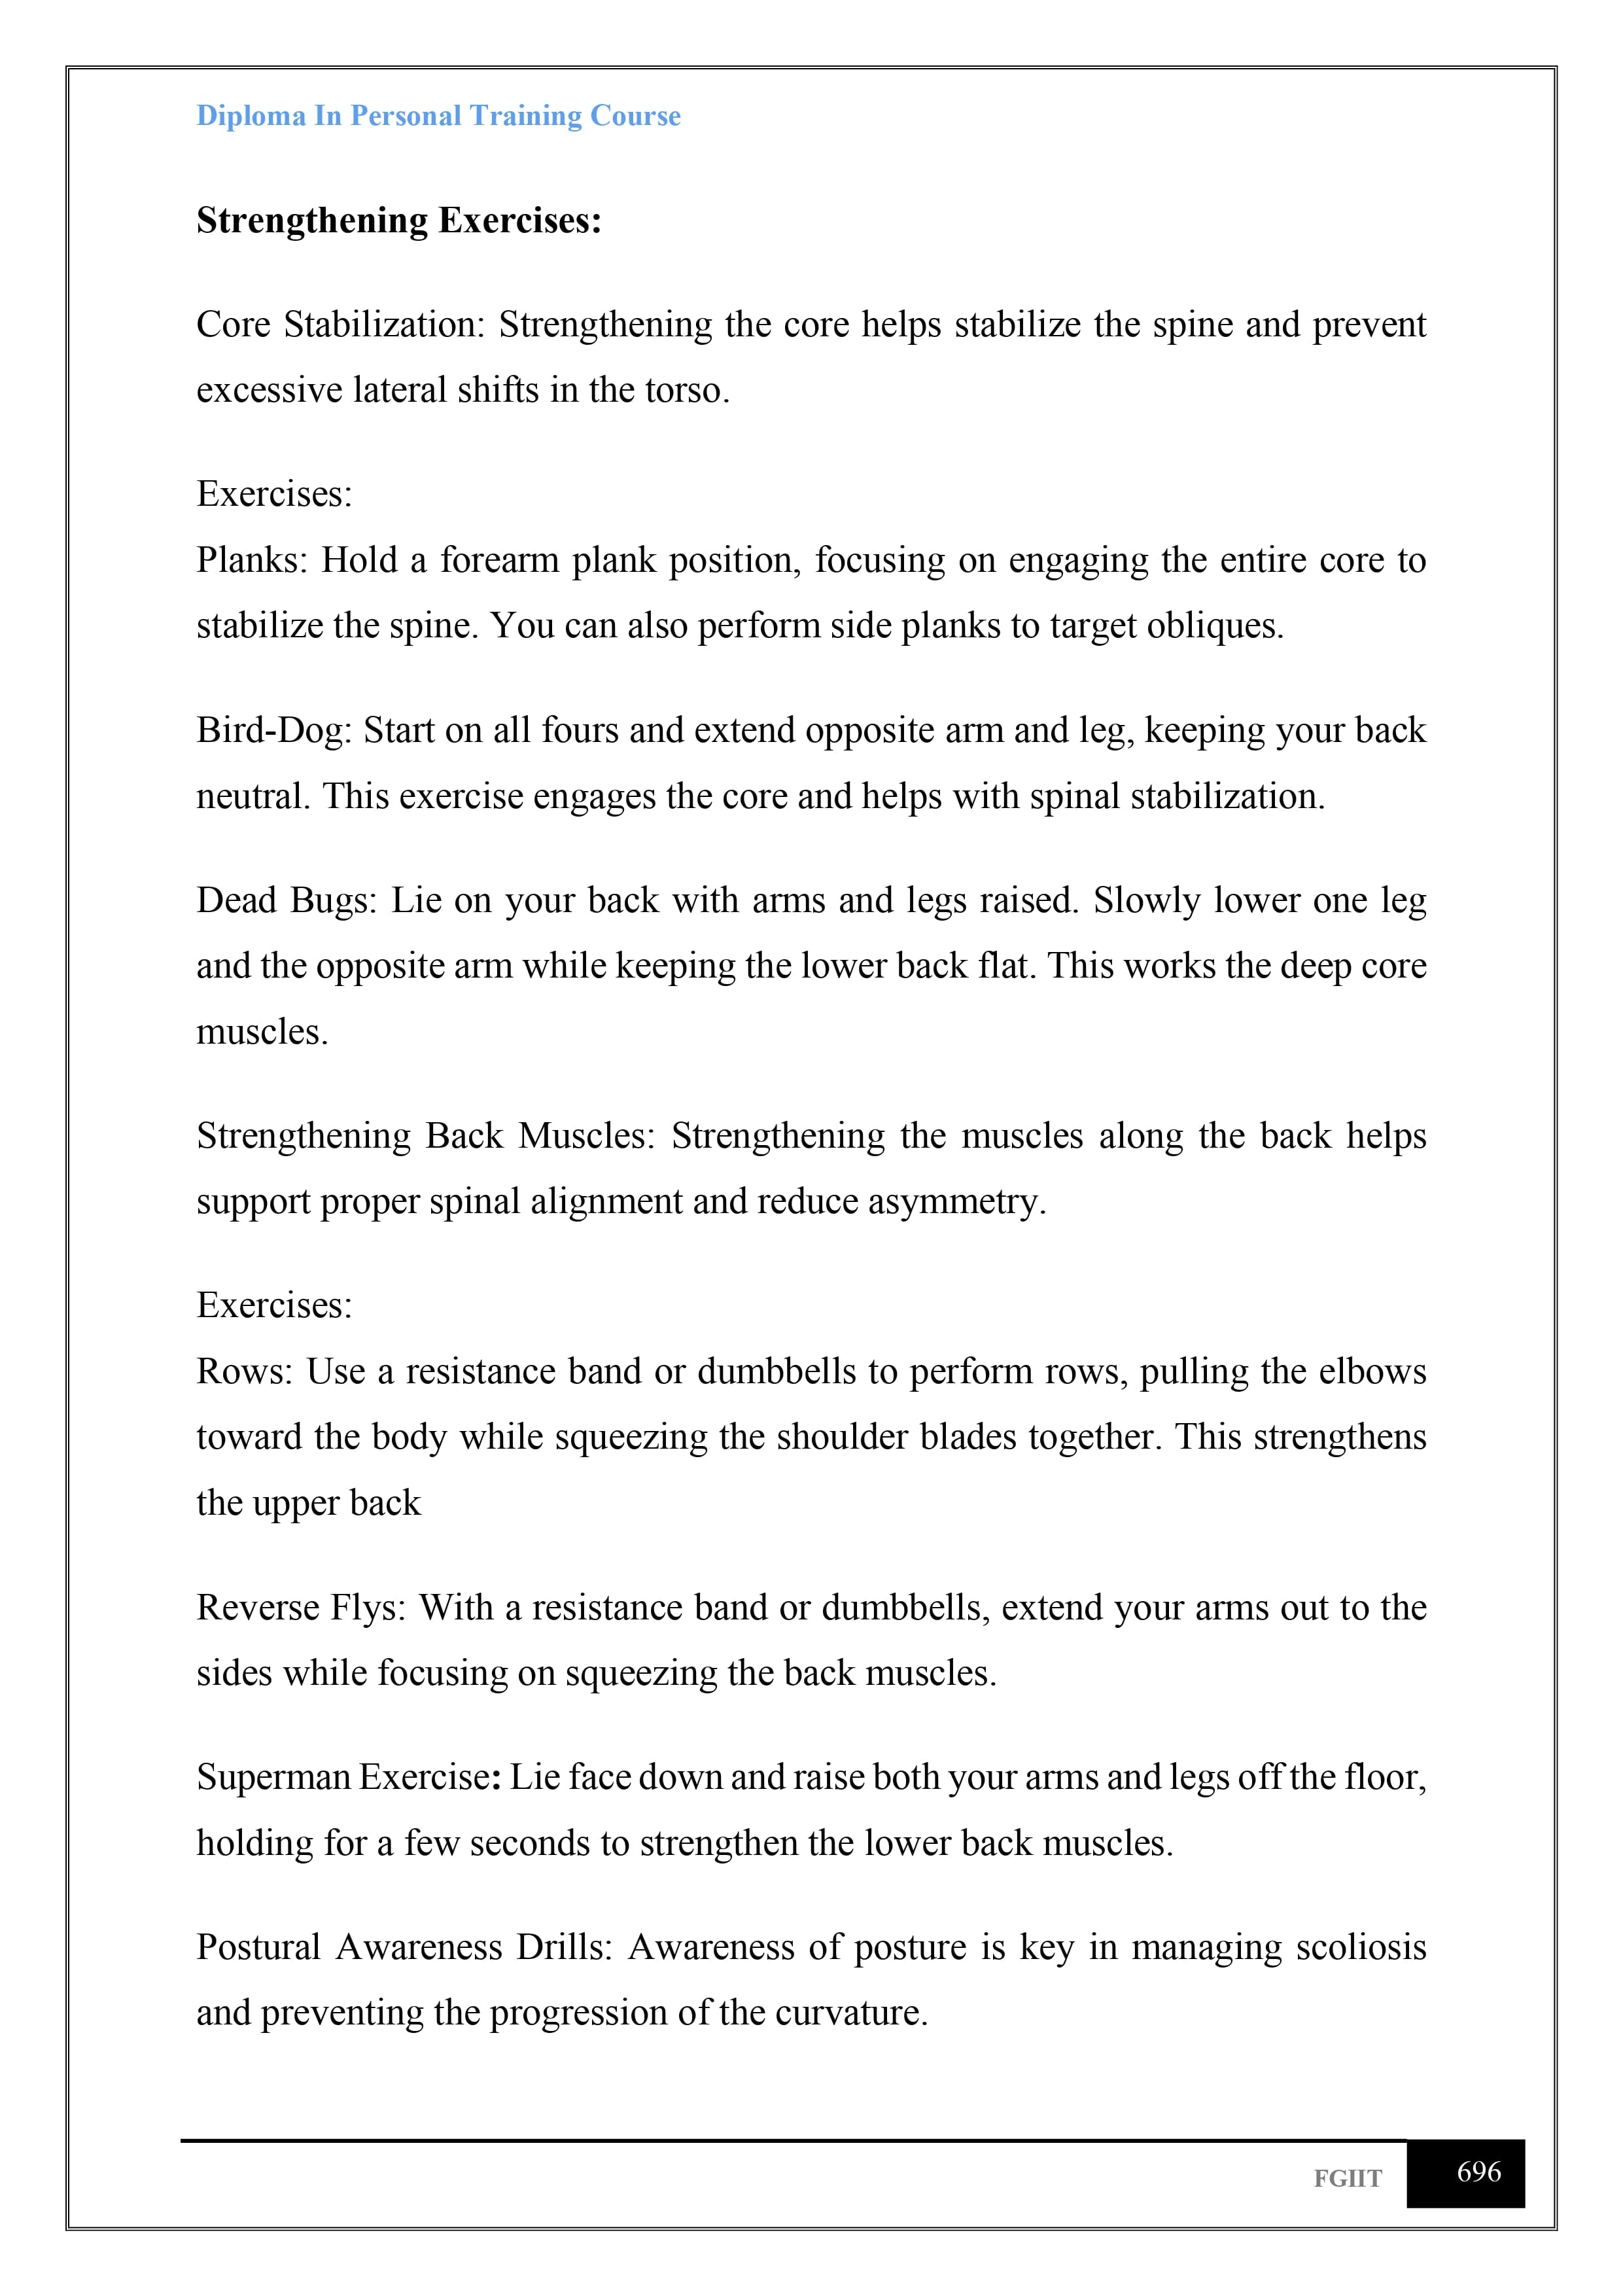 Diploma In Personal Training Course
Strengthening Exercises:
Core Stabilization: Strengthening the core helps stabilize the spine and prevent
excessive lateral shifts in the torso.
Exercises:
Planks: Hold a forearm plank position, focusing on engaging the entire core to
stabilize the spine. You can also perform side planks to target obliques.
Bird-Dog: Start on all fours and extend opposite arm and leg, keeping your back
neutral. This exercise engages the core and helps with spinal stabilization.
Dead Bugs: Lie on your back with arms and legs raised. Slowly lower one leg
and the opposite arm while keeping the lower back flat. This works the deep core
muscles.
Strengthening Back Muscles: Strengthening the muscles along the back helps
support proper spinal alignment and reduce asymmetry.
Exercises:
Rows: Use a resistance band or dumbbells to perform rows, pulling the elbows
toward the body while squeezing the shoulder blades together. This strengthens
the upper back
Reverse Flys: With a resistance band or dumbbells, extend your arms out to the
sides while focusing on squeezing the back muscles.
Superman Exercise: Lie face down and raise both your arms and legs off the floor,
holding for a few seconds to strengthen the lower back muscles.
Postural Awareness Drills: Awareness of posture is key in managing scoliosis
and preventing the progression of the curvature.
FGIIT 696